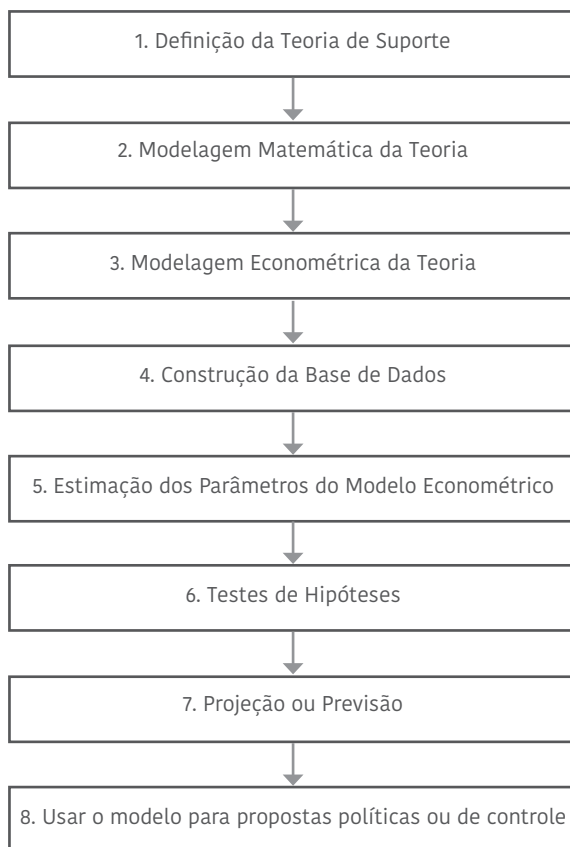 1. Definição da Teoria de Suporte
2. Modelagem Matemática da Teoria
3. Modelagem Econométrica da Teoria
4. Construção da Base de Dados
5. Estimação dos Parâmetros do Modelo Econométrico
6. Testes de Hipóteses
7. Projeção ou Previsão
8. Usar o modelo para propostas políticas ou de controle